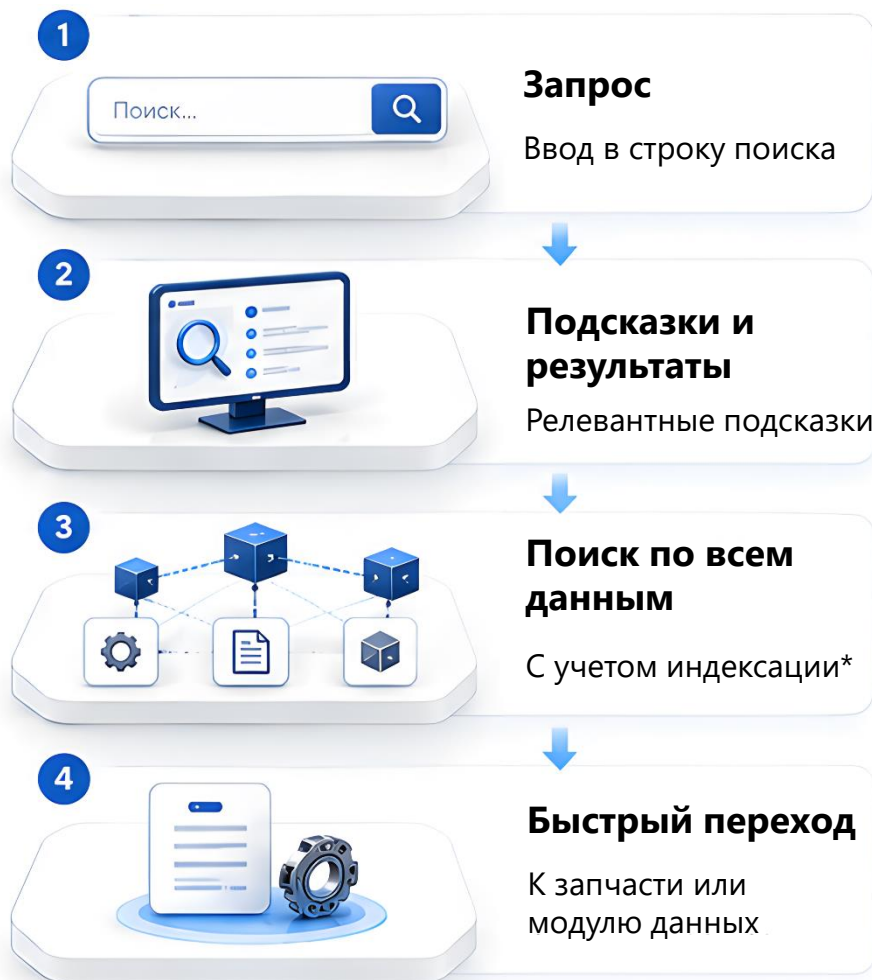 1
Поиск...
Запрос
Ввод в строку поиска
2
Подсказки и
результаты
Релевантные подсказки
3
Поиск по всем
данным
С учетом индексации*
4
Быстрый переход
К запчасти или
модулю данных